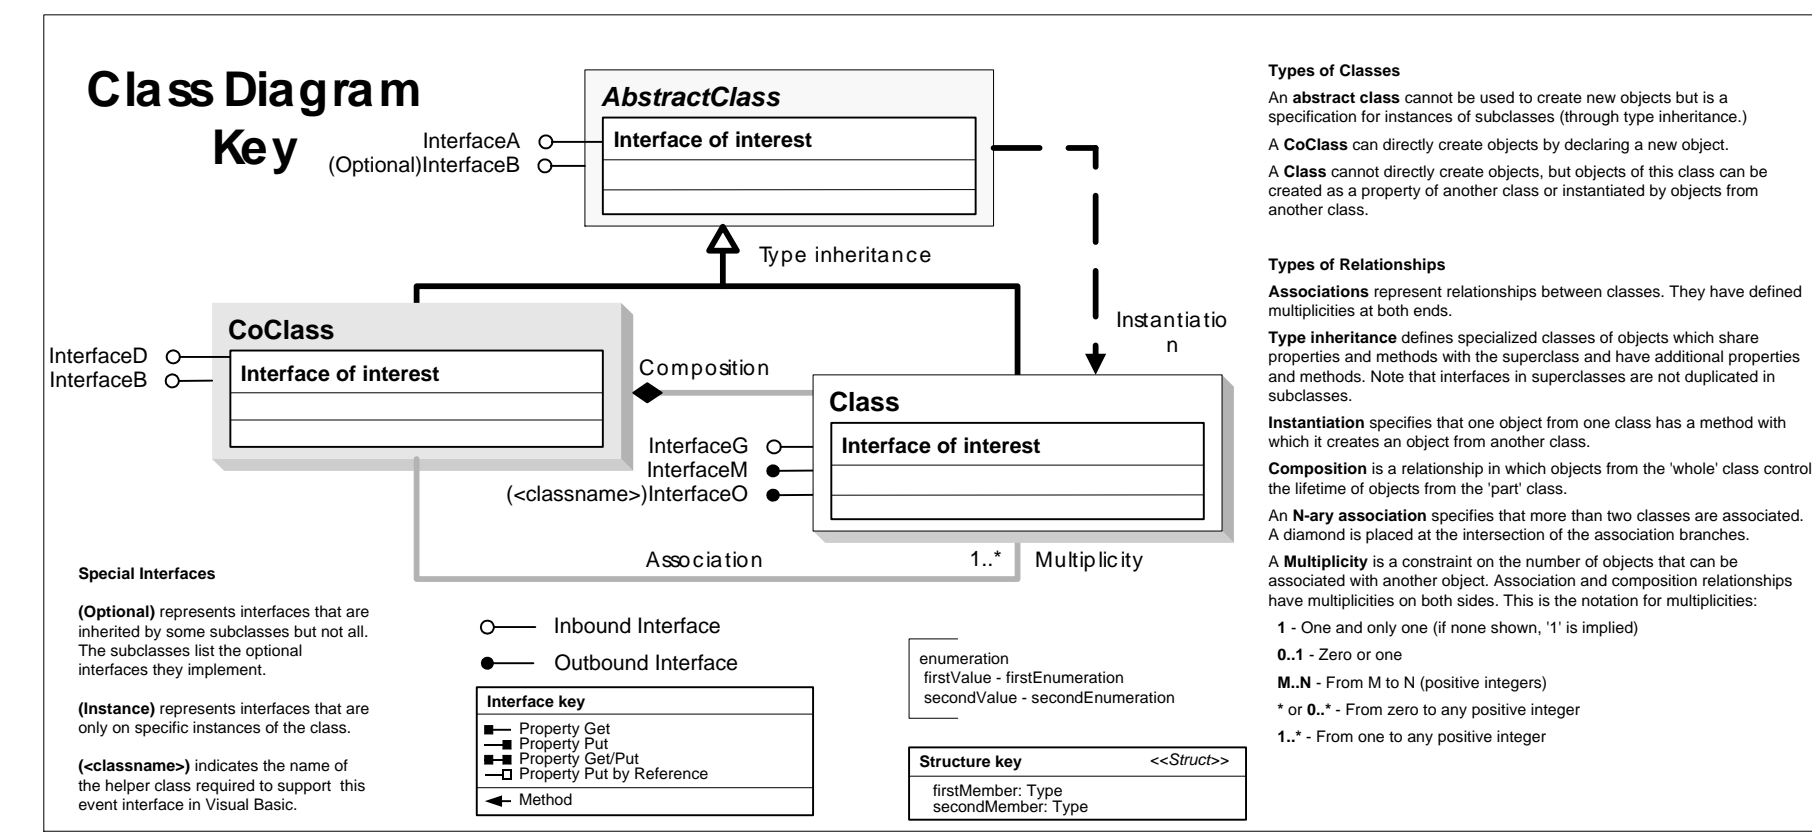 Class Diagram
Key
AbstractClass
Interface of interest
InterfaceA
(Optional)InterfaceB
Type inheritance
Instantiatio
n
CoClass
Interface of interest
InterfaceD
InterfaceB
Composition
Class
Interface of interest
InterfaceG
InterfaceM
(<classname>)InterfaceO
Association
1..*
Multiplicity
Special Interfaces
(Optional) represents interfaces that are
inherited by some subclasses but not all.
The subclasses list the optional
interfaces they implement.
(Instance) represents interfaces that are
only on specific instances of the class.
(<classname>) indicates the name of
the helper class required to support this
event interface in Visual Basic.
Inbound Interface
Outbound Interface
Interface key
Property Get
Property Put
Property Get/Put
Property Put by Reference
Method
enumeration
firstValue - firstEnumeration
secondValue - secondEnumeration
Structure key <<Struct>>
firstMember: Type
secondMember: Type
Types of Classes
An abstract class cannot be used to create new objects but is a
specification for instances of subclasses (through type inheritance.)
A CoClass can directly create objects by declaring a new object.
A Class cannot directly create objects, but objects of this class can be
created as a property of another class or instantiated by objects from
another class.
Types of Relationships
Associations represent relationships between classes. They have defined
multiplicities at both ends.
Type inheritance defines specialized classes of objects which share
properties and methods with the superclass and have additional properties
and methods. Note that interfaces in superclasses are not duplicated in
subclasses.
Instantiation specifies that one object from one class has a method with
which it creates an object from another class.
Composition is a relationship in which objects from the 'whole' class control
the lifetime of objects from the 'part' class.
An N-ary association specifies that more than two classes are associated.
A diamond is placed at the intersection of the association branches.
A Multiplicity is a constraint on the number of objects that can be
associated with another object. Association and composition relationships
have multiplicities on both sides. This is the notation for multiplicities:
1 - One and only one (if none shown, '1' is implied)
0..1 - Zero or one
M..N - From M to N (positive integers)
* or 0..* - From zero to any positive integer
1..* - From one to any positive integer